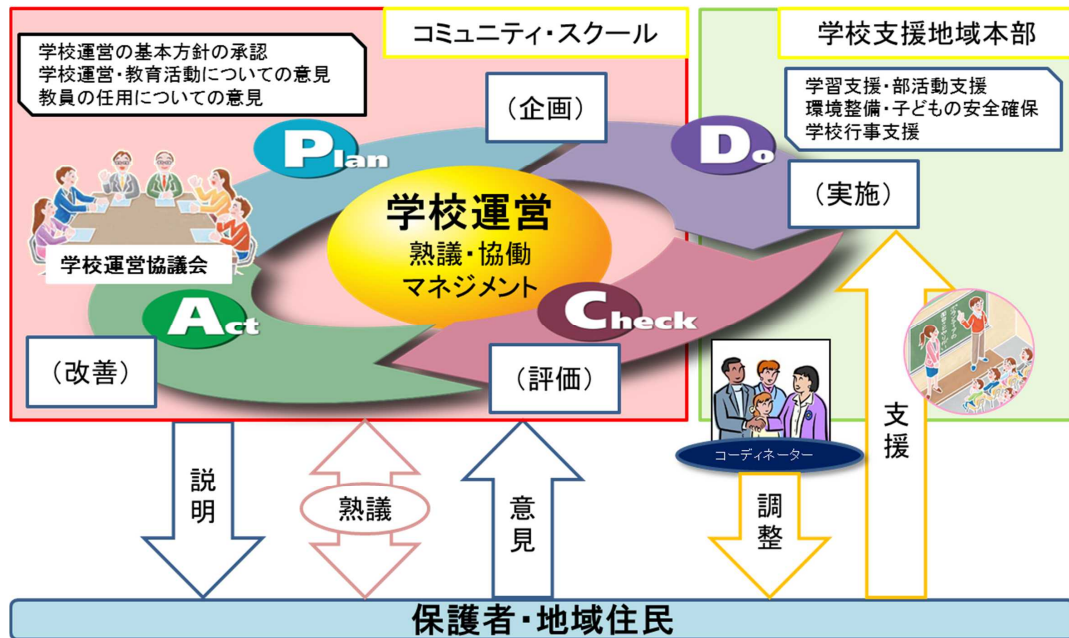 コミュニティ・スクール
学校支援地域本部
学校運営の基本方針の承認
学校運営・教育活動についての意見
教員の任用についての意見
学習支援・部活動支援
環境整備・子どもの安全確保
学校行事支援
(企画)
Plan
Do
(実施)
学校運営
熟議・協働
マネジメント
学校運営協議会
Act
Check
(改善)
(評価)
コーディネーター
説明
熟議
意見
調整
支援
保護者・地域住民